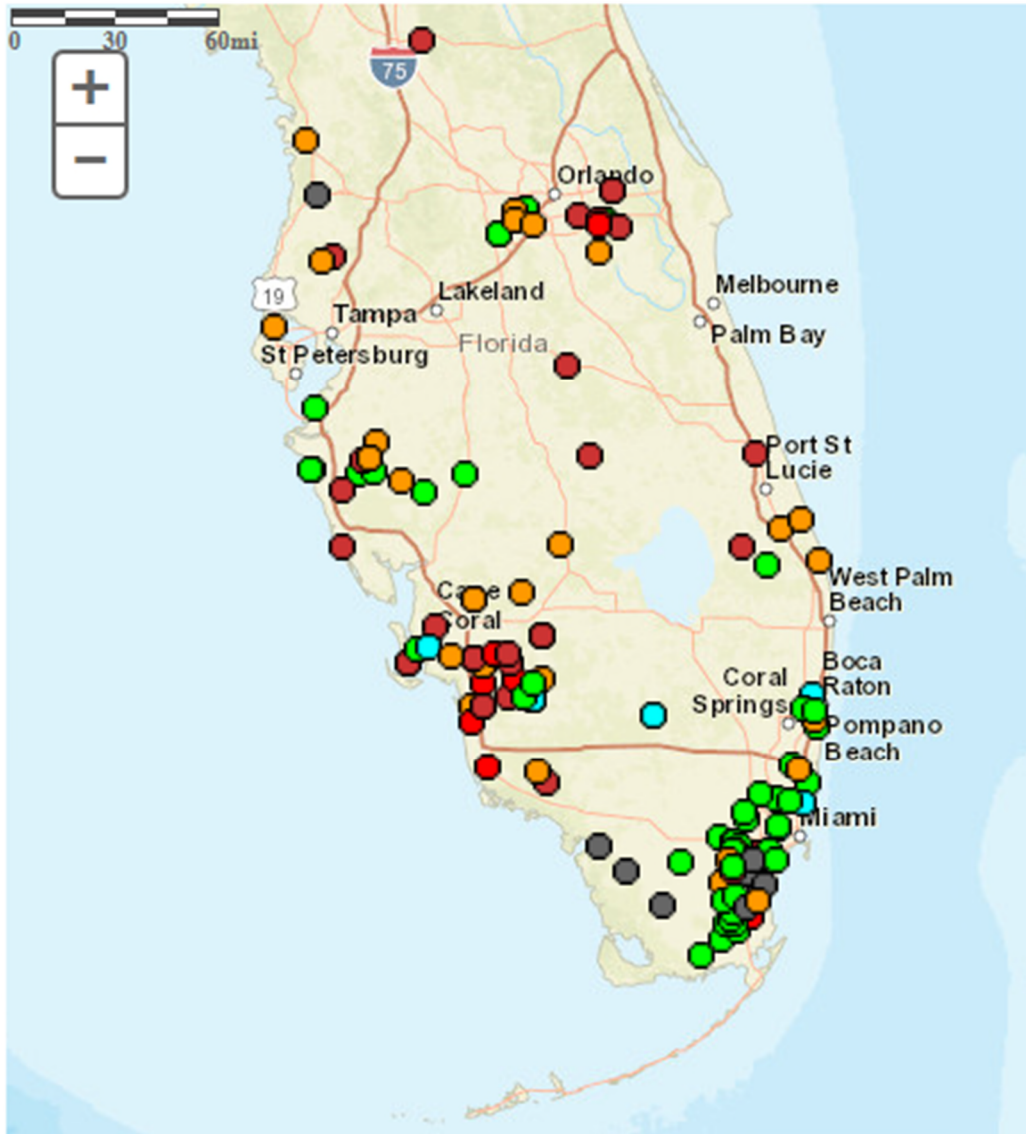 0 30 60mi
75
+
−
Orlando
19
Lakeland
Melbourne
Tampa
Palm Bay
Florida
St Petersburg
Port St
Lucie
West Palm
Beach
Cape
Coral
Boca
Raton
Coral
Springs
Pompano
Beach
Miami